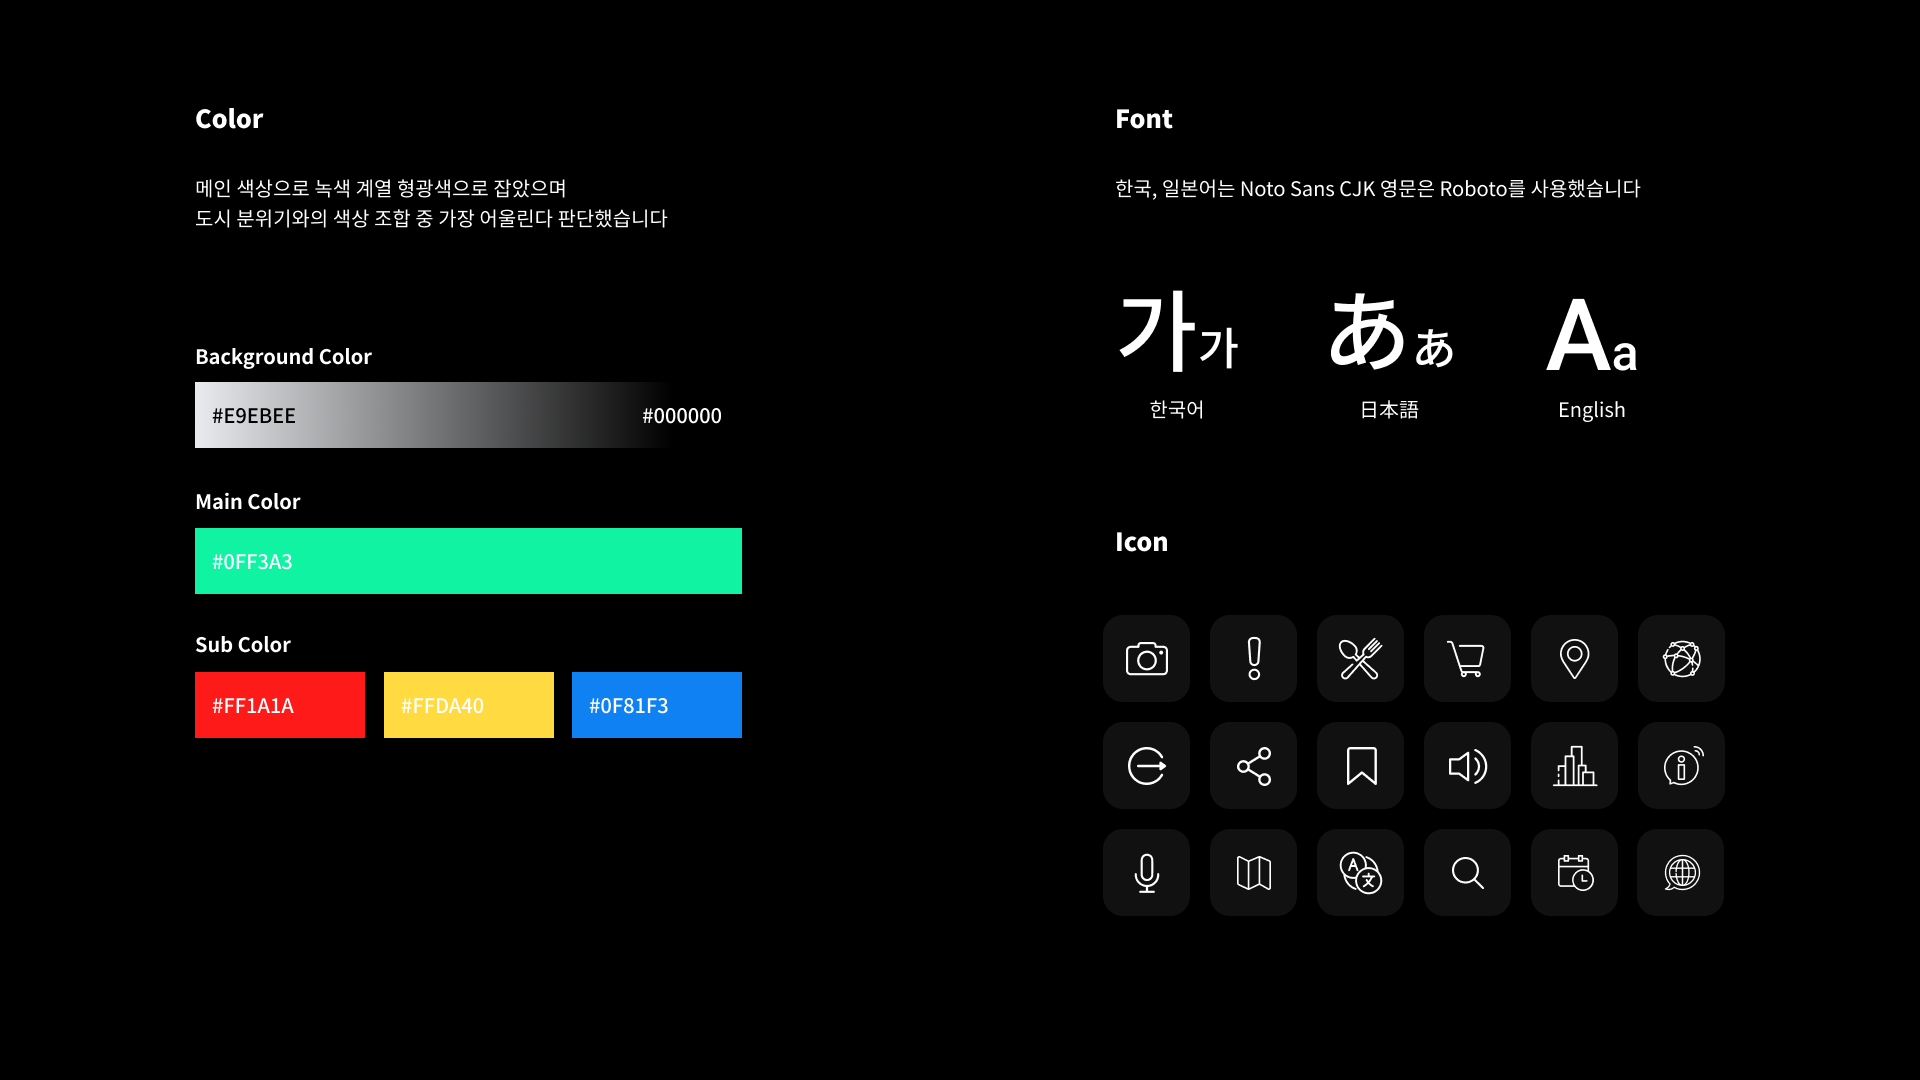 Color
메인 색상으로 녹색 계열 형광색으로 잡았으며
도시 분위기와의 색상 조합 중 가장 어울린다 판단했습니다
Background Color
#E9EBEE
#000000
Main Color
#0FF3A3
Sub Color
#FF1A1A
#FFDA40
#0F81F3
Font
한국, 일본어는 Noto Sans CJK 영문은 Roboto를 사용했습니다
가가
ああ
Aa
한국어
日本語
English
Icon
A
文